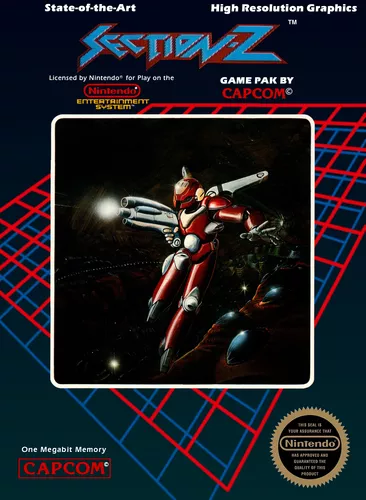 State-of-the-Art
High Resolution Graphics
SECTION-Z™
Licensed by Nintendo® for Play on the
Nintendo®
ENTERTAINMENT
SYSTEM™
GAME PAK BY
CAPCOM©
One Megabit Memory
CAPCOM©
THIS SEAL IS
YOUR ASSURANCE THAT
Nintendo
HAS APPROVED AND
GUARANTEED THE
QUALITY OF THIS
PRODUCT